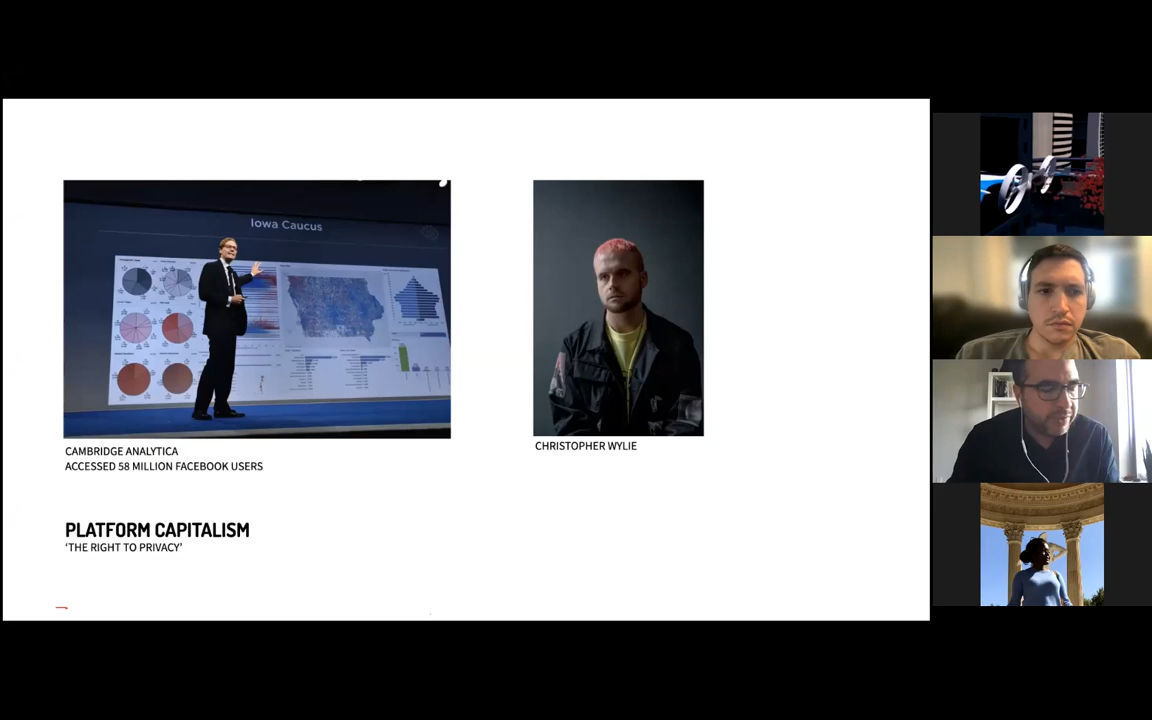 Iowa Caucus
CAMBRIDGE ANALYTICA
ACCESSED 58 MILLION FACEBOOK USERS
CHRISTOPHER WYLIE
PLATFORM CAPITALISM
‘THE RIGHT TO PRIVACY’